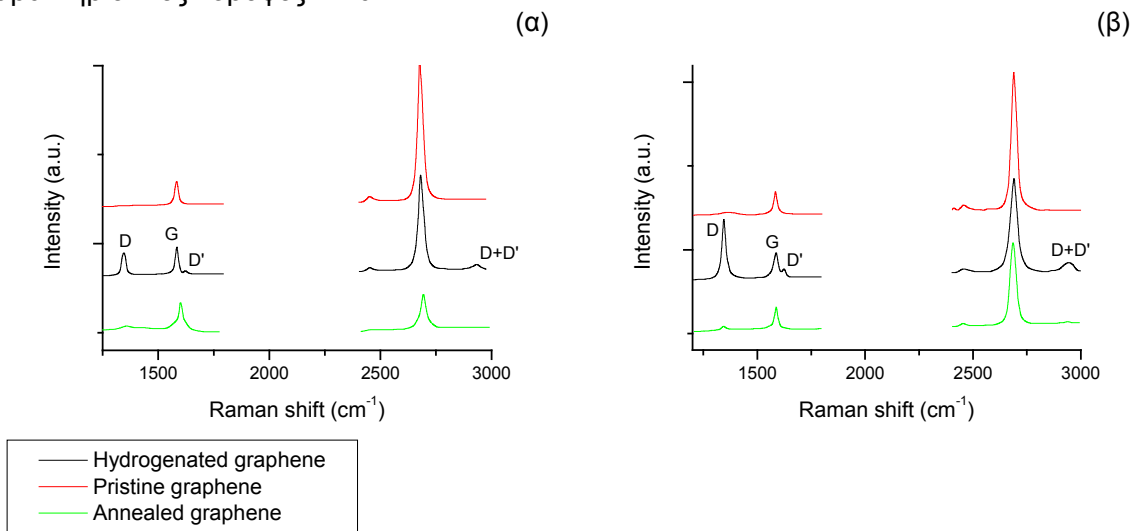 (α)
(β)
Intensity (a.u.)
D
G
D'
D+D'
1500
2000
2500
3000
Raman shift (cm⁻¹)
Intensity (a.u.)
D
G
D'
D+D'
1500
2000
2500
3000
Raman shift (cm⁻¹)
Hydrogenated graphene
Pristine graphene
Annealed graphene